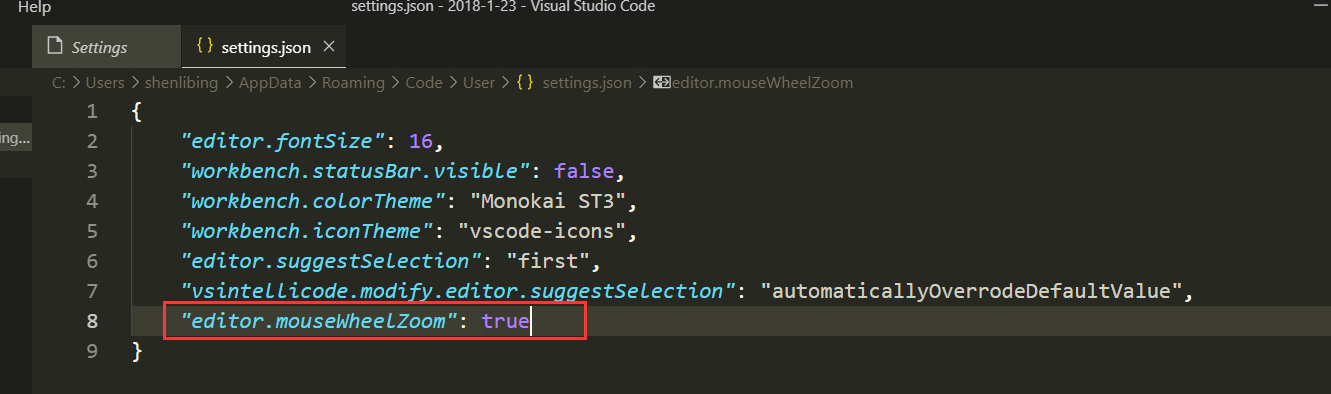 Help
settings.json - 2018-1-23 - Visual Studio Code
Settings
{ } settings.json ×
C: > Users > shenlibing > AppData > Roaming > Code > User > { } settings.json > editor.mouseWheelZoom
ing...
1 {
2 "editor.fontSize": 16,
3 "workbench.statusBar.visible": false,
4 "workbench.colorTheme": "Monokai ST3",
5 "workbench.iconTheme": "vscode-icons",
6 "editor.suggestSelection": "first",
7 "vsintellicode.modify.editor.suggestSelection": "automaticallyOverrodeDefaultValue",
8 "editor.mouseWheelZoom": true
9 }